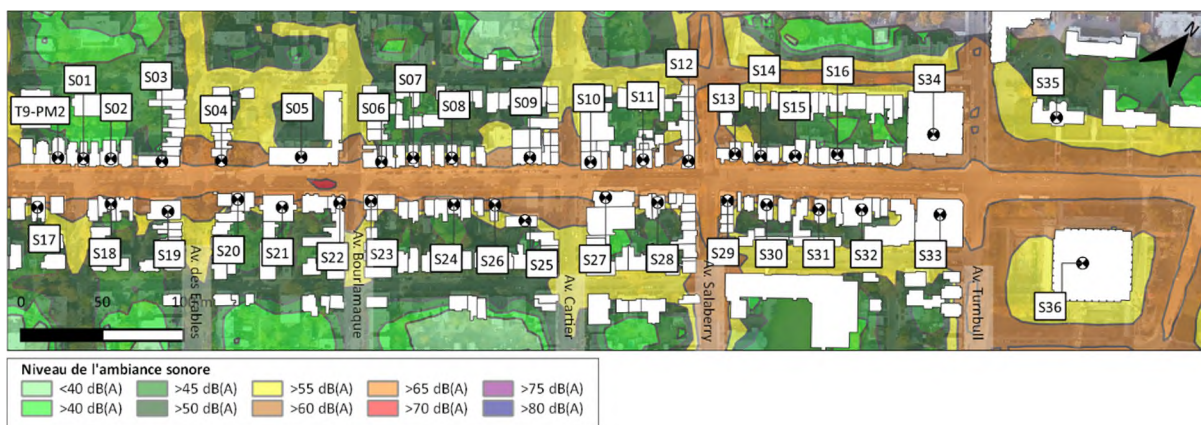 S12
S01
S03
S07
S14
S16
S34
T9-PM2
S02
S04
S05
S06
S08
S09
S10
S11
S13
S15
S35
N
S17
S18
S19
S20
S21
S22
S23
S24
S26
S25
S27
S28
S29
S30
S31
S32
S33
S36
Av. des Érables
Av. Bourlamaque
Av. Cartier
Av. Salaberry
Av. Turnbull
0
50
Niveau de l'ambiance sonore
<40 dB(A) >45 dB(A) >55 dB(A) >65 dB(A) >75 dB(A)
>40 dB(A) >50 dB(A) >60 dB(A) >70 dB(A) >80 dB(A)